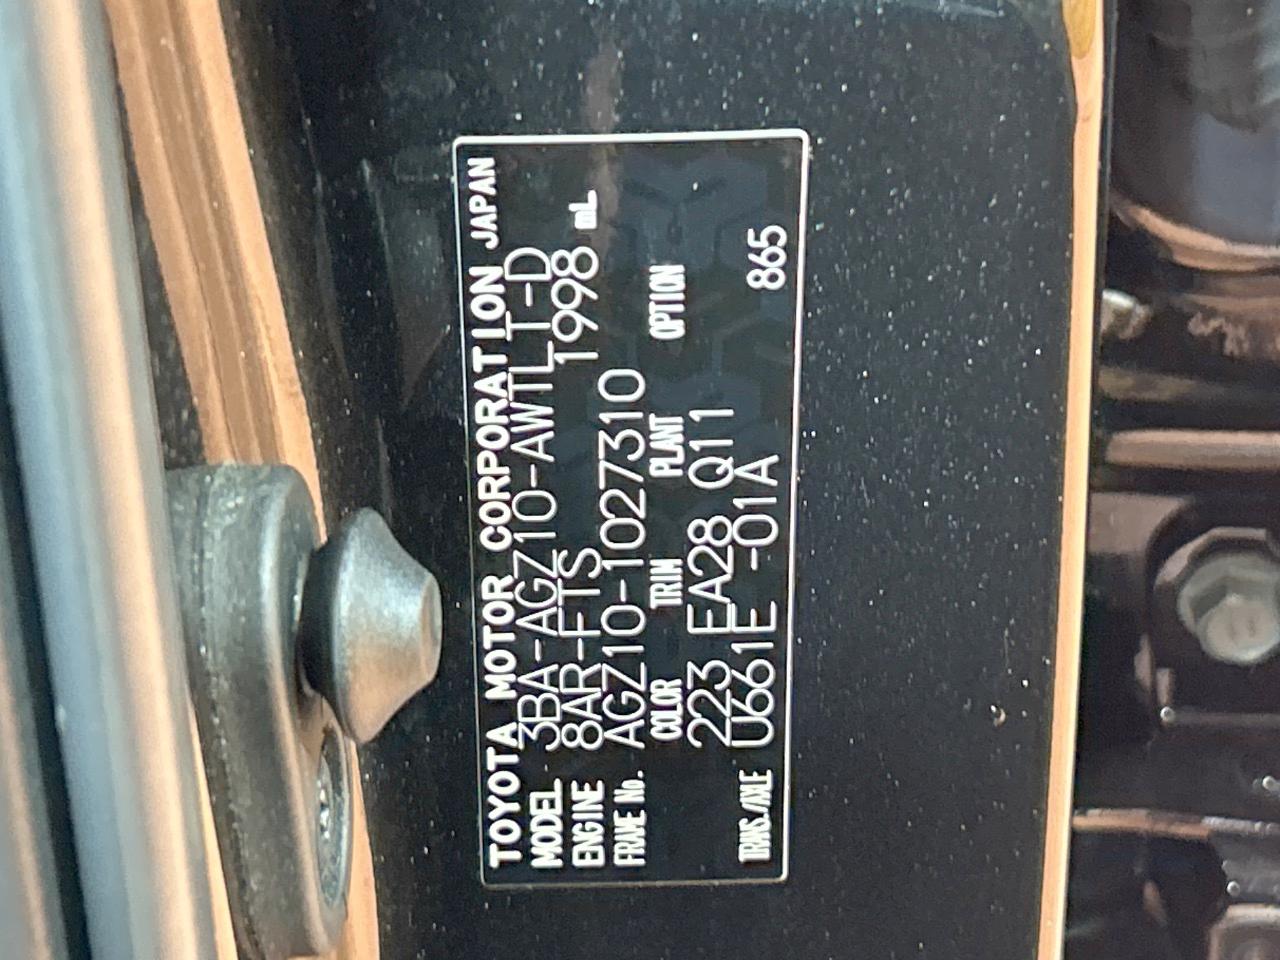 TOYOTA MOTOR CORPORATION JAPAN
MODEL 3BA-AGZ10-AWTLT-D
ENGINE 8AR-FTS 1998 mL
FRAME No. AGZ10-1027310
COLOR TRIM PLANT OPTION
223 EA28 Q11
TRANS./AXLE U661E -01A 865